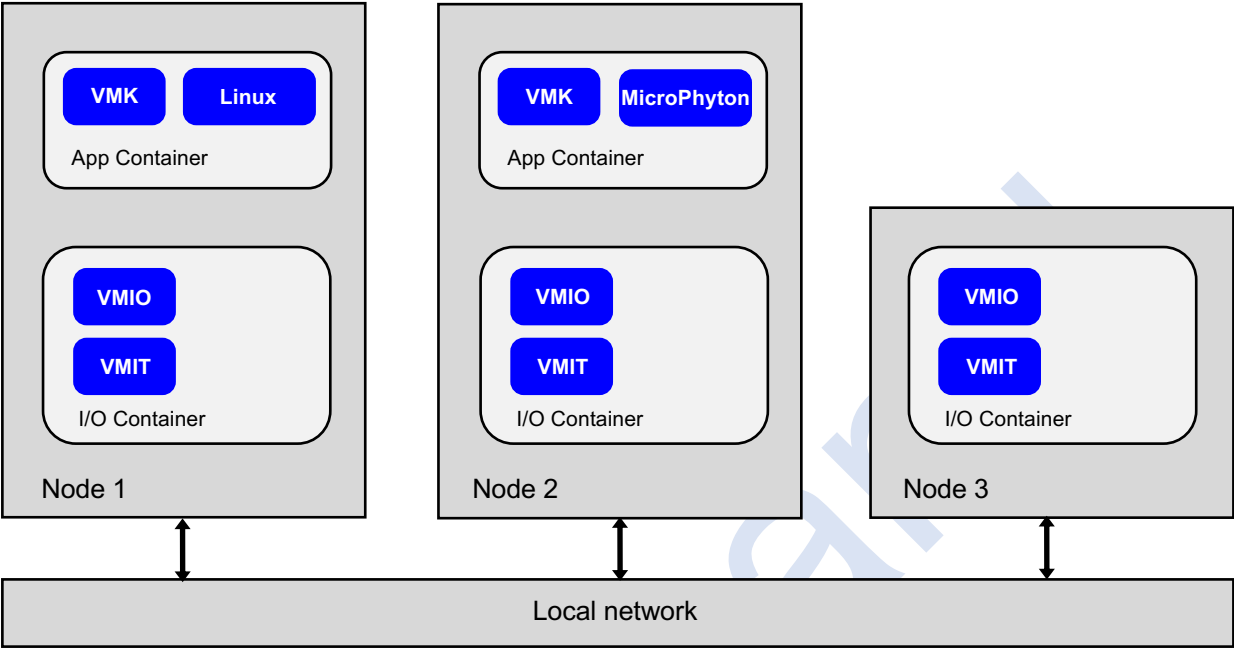 VMK Linux
App Container
VMIO
VMIT
I/O Container
Node 1
VMK MicroPhyton
App Container
VMIO
VMIT
I/O Container
Node 2
VMIO
VMIT
I/O Container
Node 3
Local network